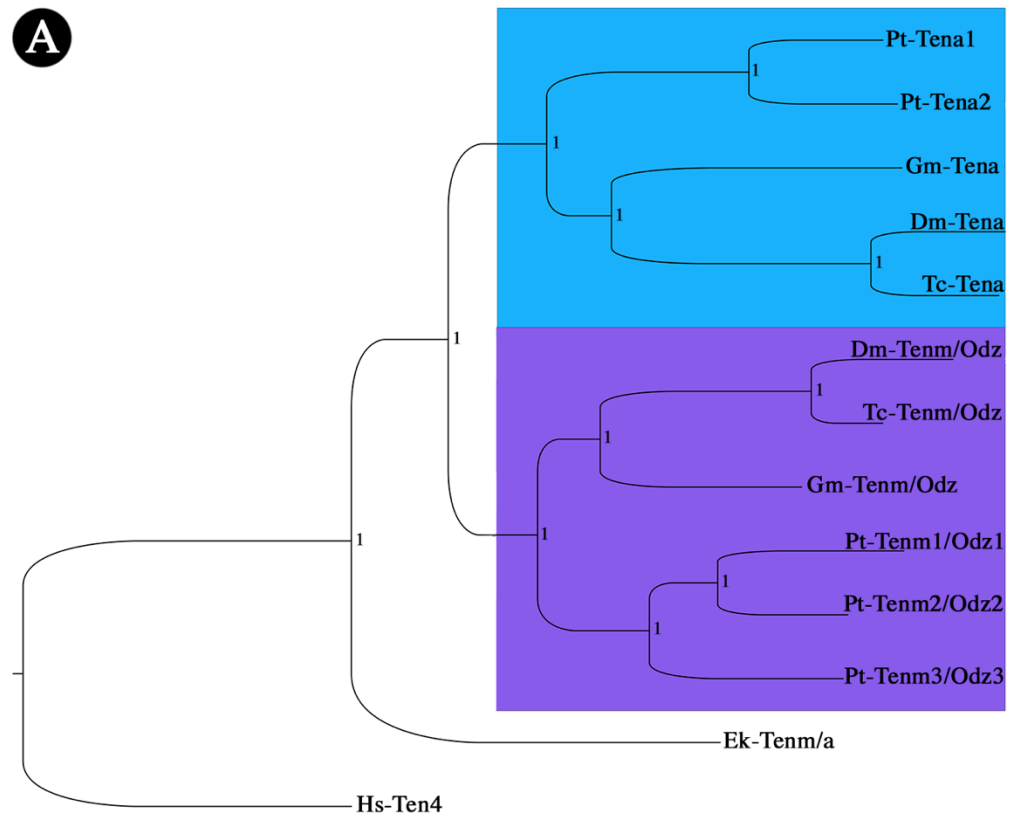 A
Pt-Tena1
1
Pt-Tena2
1
Gm-Tena
1
Dm-Tena
1
Tc-Tena
1
Dm-Tenm/Odz
1
Tc-Tenm/Odz
1
Gm-Tenm/Odz
1
Pt-Tenm1/Odz1
1
1
Pt-Tenm2/Odz2
1
Pt-Tenm3/Odz3
Ek-Tenm/a
Hs-Ten4